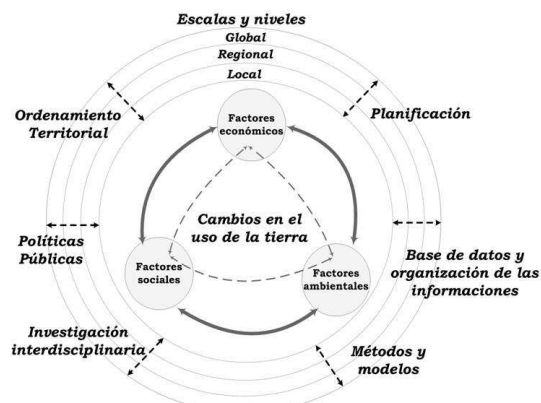 Escalas y niveles
Global
Regional
Local
Ordenamiento
Territorial
Planificación
Factores
económicos
Cambios en el
uso de la tierra
Políticas
Públicas
Base de datos y
organización de las
informaciones
Factores
sociales
Factores
ambientales
Investigación
interdisciplinaria
Métodos y
modelos